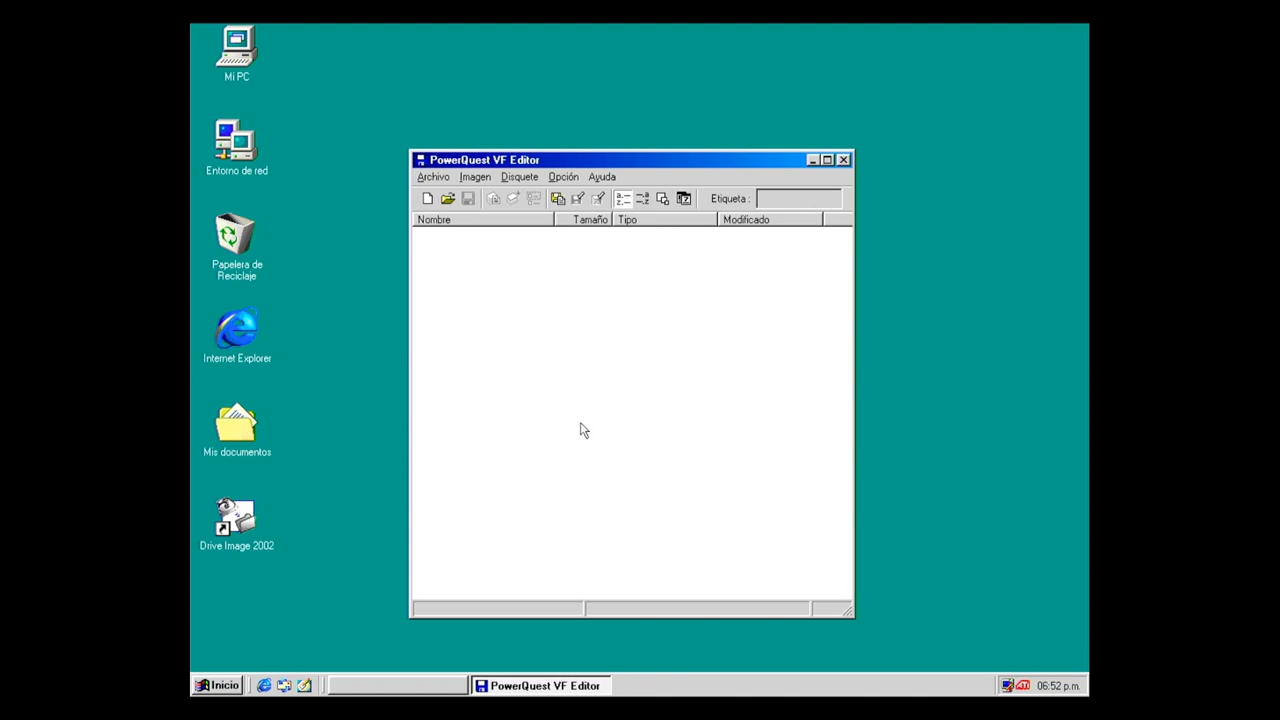 Mi PC
Entorno de red
Papelera de
Reciclaje
Internet Explorer
Mis documentos
Drive Image 2002
PowerQuest VF Editor
Archivo Imagen Disquete Opción Ayuda
Etiqueta :
Nombre Tamaño Tipo Modificado
Inicio PowerQuest VF Editor 06:52 p.m.